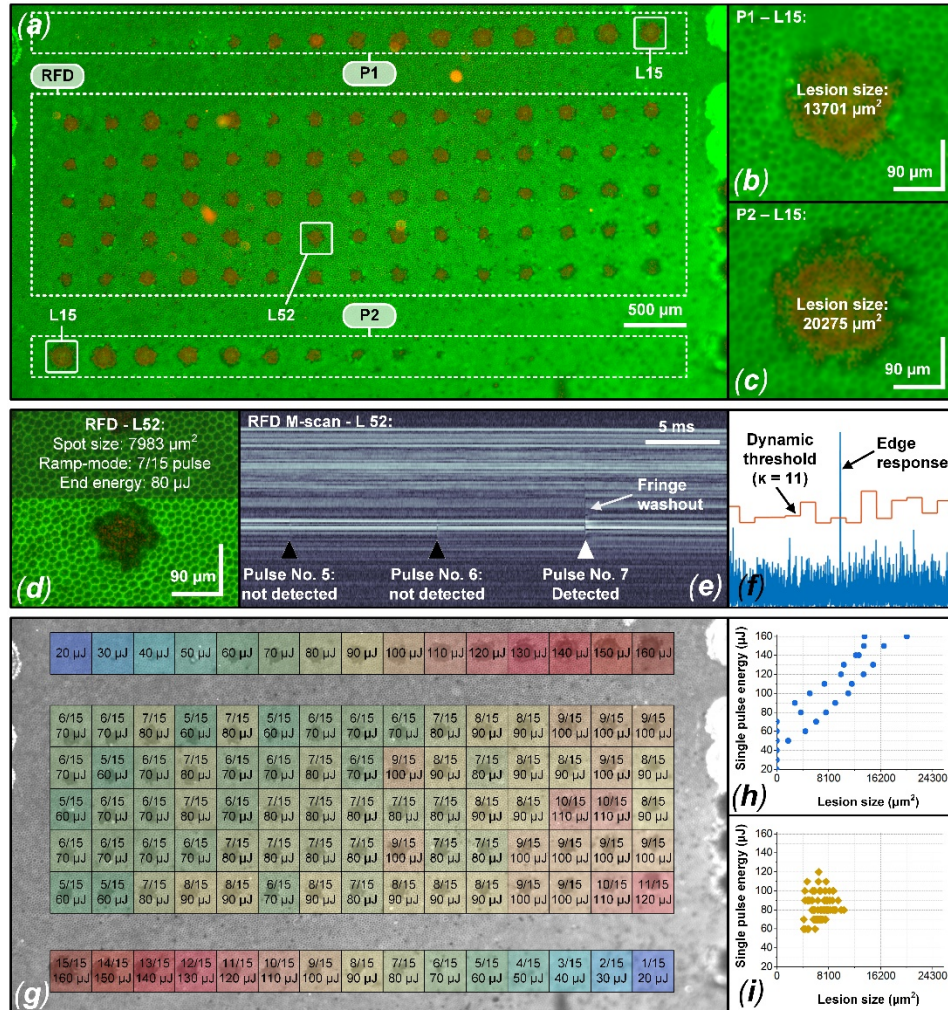 (a)
RFD
P1
L15
L15
L52
P2
500 µm
P1 – L15:
Lesion size:
13701 µm²
90 µm
(b)
P2 – L15:
Lesion size:
20275 µm²
90 µm
(c)
RFD - L52:
Spot size: 7983 µm²
Ramp-mode: 7/15 pulse
End energy: 80 µJ
90 µm
(d)
RFD M-scan - L 52:
5 ms
Fringe
washout
Pulse No. 5:
not detected
Pulse No. 6:
not detected
Pulse No. 7
Detected
(e)
Dynamic
threshold
(κ = 11)
Edge
response
(f)
20 µJ 30 µJ 40 µJ 50 µJ 60 µJ 70 µJ 80 µJ 90 µJ 100 µJ 110 µJ 120 µJ 130 µJ 140 µJ 150 µJ 160 µJ
6/15 6/15 7/15 5/15 7/15 5/15 6/15 6/15 6/15 7/15 8/15 8/15 9/15 9/15 9/15
70 µJ 70 µJ 80 µJ 60 µJ 80 µJ 60 µJ 70 µJ 70 µJ 70 µJ 80 µJ 90 µJ 90 µJ 100 µJ 100 µJ 100 µJ
6/15 5/15 6/15 7/15 6/15 6/15 7/15 6/15 9/15 7/15 8/15 8/15 8/15 9/15 8/15
70 µJ 60 µJ 70 µJ 80 µJ 70 µJ 70 µJ 80 µJ 70 µJ 100 µJ 80 µJ 90 µJ 90 µJ 90 µJ 100 µJ 90 µJ
5/15 6/15 6/15 7/15 6/15 7/15 7/15 7/15 7/15 7/15 8/15 8/15 10/15 10/15 8/15
60 µJ 70 µJ 70 µJ 80 µJ 70 µJ 80 µJ 80 µJ 80 µJ 80 µJ 80 µJ 90 µJ 90 µJ 110 µJ 110 µJ 90 µJ
6/15 6/15 6/15 6/15 7/15 7/15 7/15 7/15 9/15 7/15 7/15 9/15 9/15 9/15 9/15
70 µJ 70 µJ 70 µJ 70 µJ 80 µJ 80 µJ 80 µJ 80 µJ 100 µJ 80 µJ 80 µJ 100 µJ 100 µJ 100 µJ 100 µJ
5/15 5/15 7/15 8/15 8/15 6/15 7/15 7/15 8/15 8/15 8/15 9/15 9/15 10/15 11/15
60 µJ 60 µJ 80 µJ 90 µJ 90 µJ 70 µJ 80 µJ 80 µJ 90 µJ 90 µJ 90 µJ 100 µJ 100 µJ 110 µJ 120 µJ
15/15 14/15 13/15 12/15 11/15 10/15 9/15 8/15 7/15 6/15 5/15 4/15 3/15 2/15 1/15
160 µJ 150 µJ 140 µJ 130 µJ 120 µJ 110 µJ 100 µJ 90 µJ 80 µJ 70 µJ 60 µJ 50 µJ 40 µJ 30 µJ 20 µJ
(g)
Single pulse energy (µJ)
160
140
120
100
80
60
40
20
0 8100 16200 24300
Lesion size (µm²)
(h)
Single pulse energy (µJ)
160
140
120
100
80
60
40
20
0 8100 16200 24300
Lesion size (µm²)
(i)